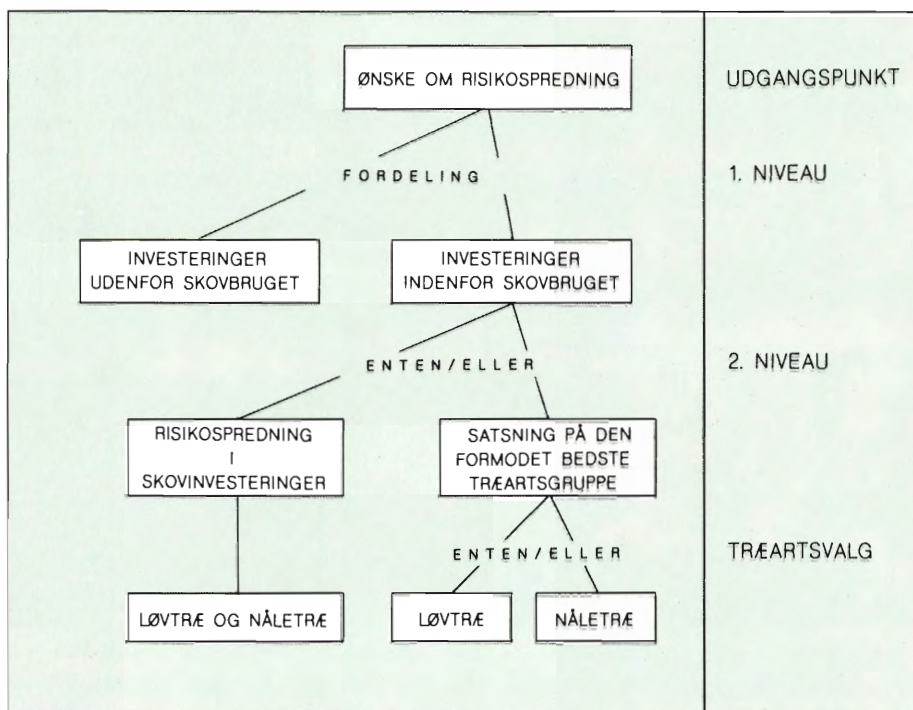 ØNSKE OM RISIKOSPREDNING
UDGANGSPUNKT
FORDELING
1. NIVEAU
INVESTERINGER
UDENFOR SKOVBRUGET
INVESTERINGER
INDENFOR SKOVBRUGET
ENTEN/ELLER
2. NIVEAU
RISIKOSPREDNING
I
SKOVINVESTERINGER
SATSNING PÅ DEN
FORMODET BEDSTE
TRÆARTSGRUPPE
ENTEN/ELLER
TRÆARTSVALG
LØVTRÆ OG NÅLETRÆ
LØVTRÆ
NÅLETRÆ